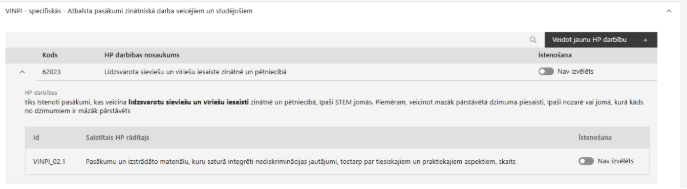 VINPI - specifiskās - Atbalsta pasākumi zinātniskā darba veicējiem un studējošiem
Veidot jaunu HP darbību +
Kods HP darbības nosaukums Īstenošana
62023 Līdzsvarota sieviešu un vīriešu iesaiste zinātnē un pētniecībā Nav izvēlēts
HP darbības
tiks īstenoti pasākumi, kas veicina līdzsvarotu sieviešu un vīriešu iesaisti zinātnē un pētniecībā, īpaši STEM jomās. Piemēram, veicinot mazāk pārstāvētā dzimuma piesaisti, īpaši nozarē vai jomā, kurā kāds
no dzimumiem ir mazāk pārstāvēts
Id Saistītais HP rādītājs Īstenošana
VINPI_02.1 Pasākumu un izstrādāto materiālu, kuru saturā integrēti nediskriminācijas jautājumi, tostarp par tiesiskajiem un praktiskajiem aspektiem, skaits Nav izvēlēts